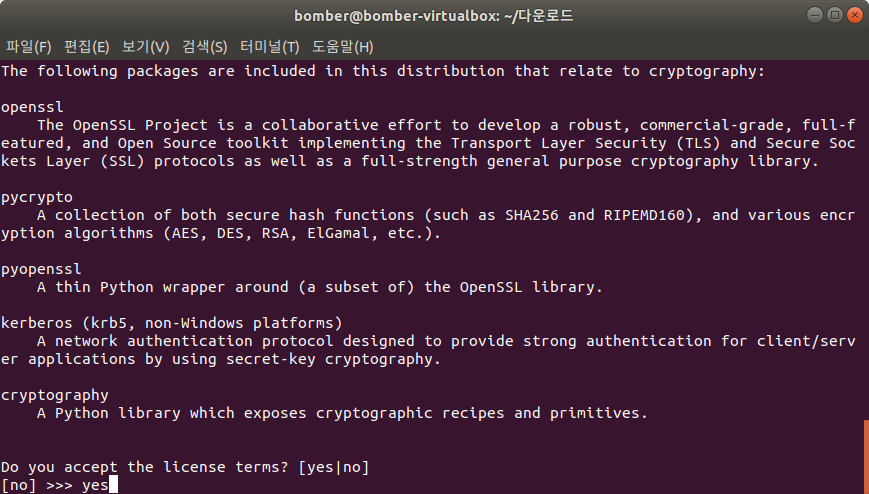 bomber@bomber-virtualbox: ~/다운로드
파일(F) 편집(E) 보기(V) 검색(S) 터미널(T) 도움말(H)
The following packages are included in this distribution that relate to cryptography:
openssl
The OpenSSL Project is a collaborative effort to develop a robust, commercial-grade, full-f
eatured, and Open Source toolkit implementing the Transport Layer Security (TLS) and Secure Soc
kets Layer (SSL) protocols as well as a full-strength general purpose cryptography library.
pycrypto
A collection of both secure hash functions (such as SHA256 and RIPEMD160), and various encr
yption algorithms (AES, DES, RSA, ElGamal, etc.).
pyopenssl
A thin Python wrapper around (a subset of) the OpenSSL library.
kerberos (krb5, non-Windows platforms)
A network authentication protocol designed to provide strong authentication for client/serv
er applications by using secret-key cryptography.
cryptography
A Python library which exposes cryptographic recipes and primitives.
Do you accept the license terms? [yes|no]
[no] >>> yes